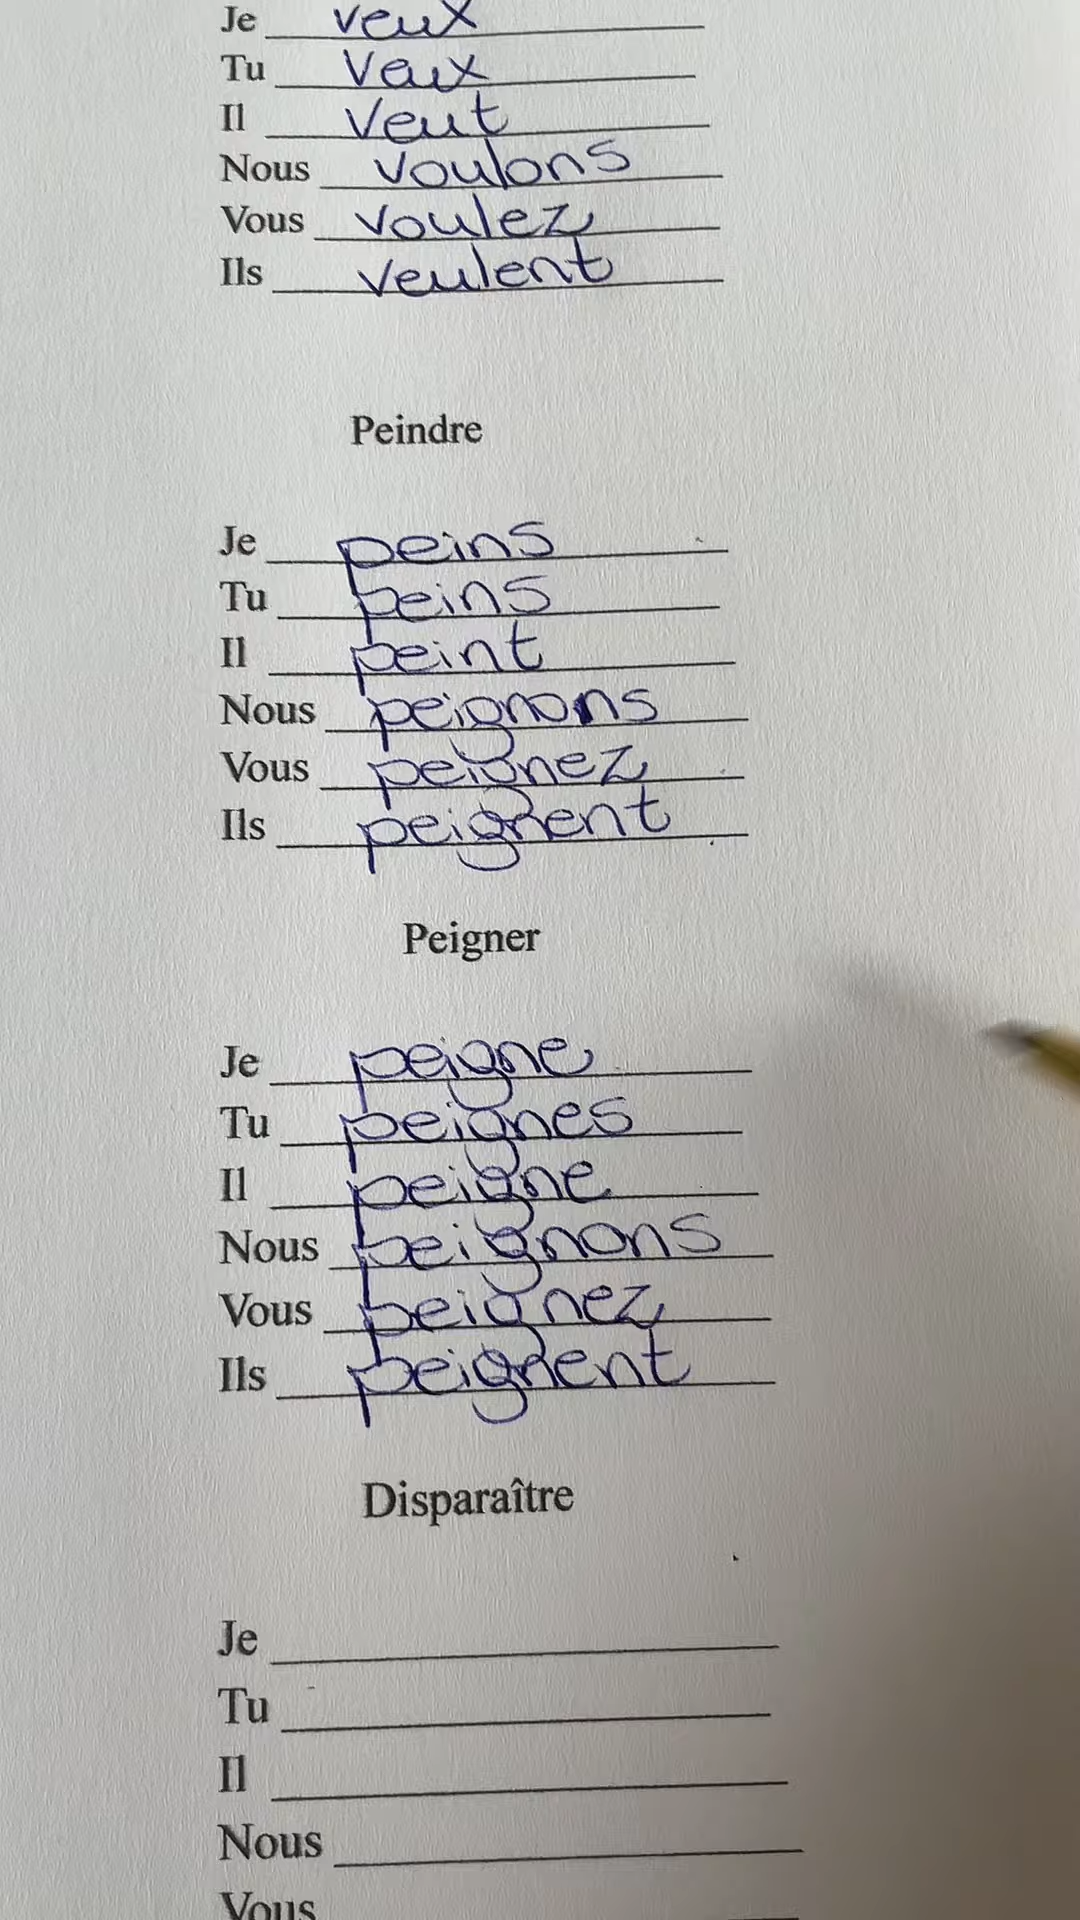 Je veux
Tu veux
Il veut
Nous voulons
Vous voulez
Ils veulent
Peindre
Je peins
Tu peins
Il peint
Nous peignons
Vous peignez
Ils peignent
Peigner
Je peigne
Tu peignes
Il peigne
Nous peignons
Vous peignez
Ils peignent
Disparaître
Je
Tu
Il
Nous
Vous